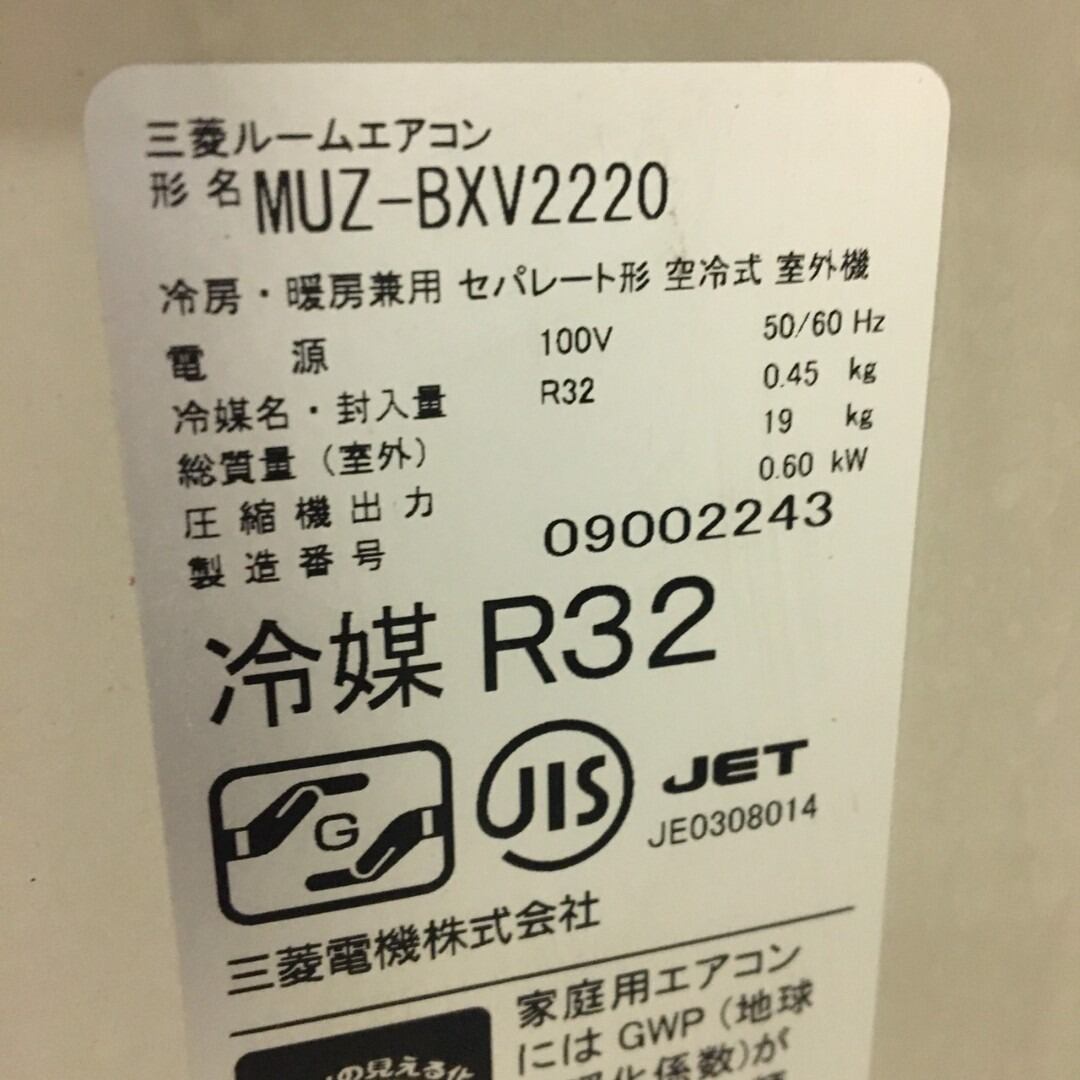 三菱ルームエアコン
形名 MUZ-BXV2220
冷房・暖房兼用 セパレート形 空冷式 室外機
電源 100V 50/60 Hz
冷媒名・封入量 R32 0.45 kg
総質量（室外） 19 kg
圧縮機出力 0.60 kW
製造番号 09002243
冷媒 R32
G
JIS
JET
JE0308014
三菱電機株式会社
家庭用エアコン
には GWP（地球
化係数)が
の見える化